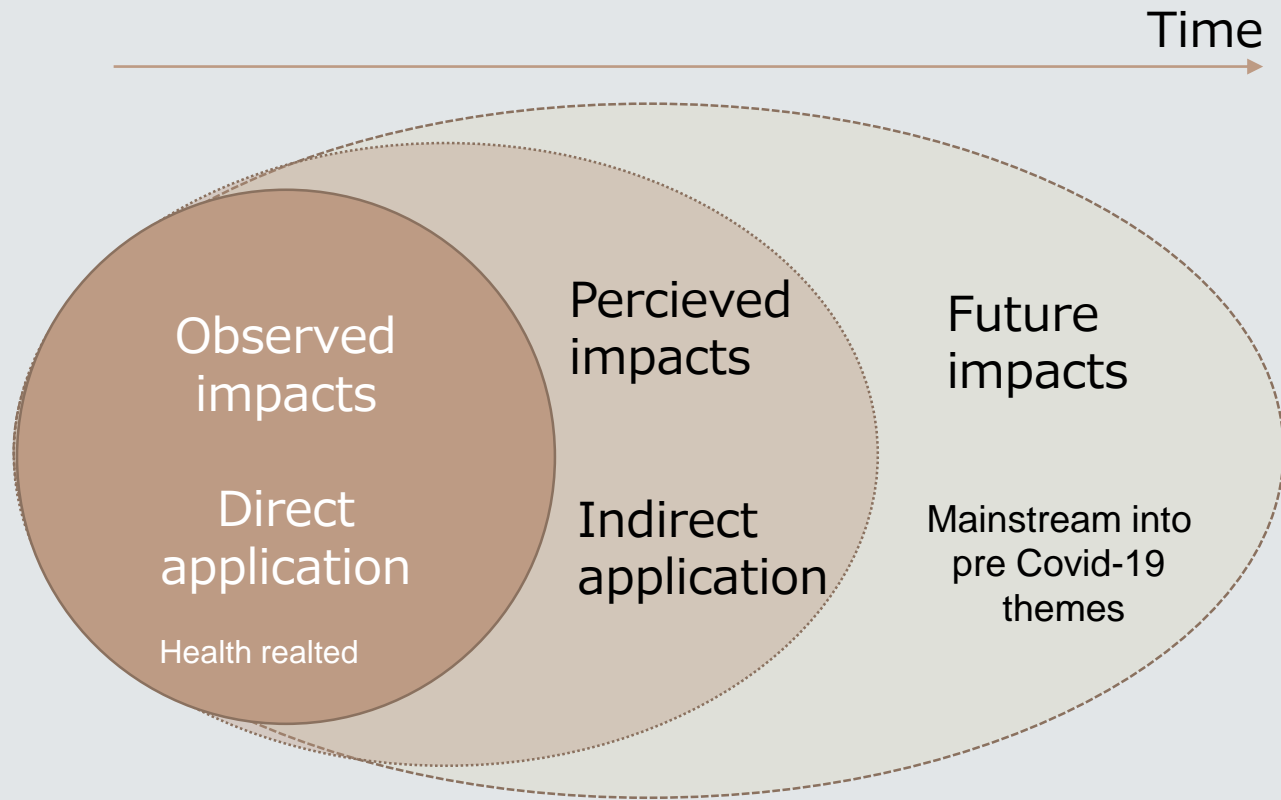 Time
Observed
impacts
Direct
application
Health realted
Percieved
impacts
Indirect
application
Future
impacts
Mainstream into
pre Covid-19
themes